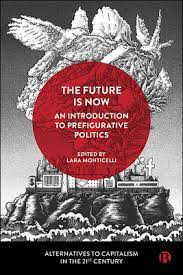 THE FUTURE
IS NOW
AN INTRODUCTION TO
PREFIGURATIVE
POLITICS
EDITED BY
LARA MONTICELLI
ALTERNATIVES TO CAPITALISM
IN THE 21ST CENTURY
B